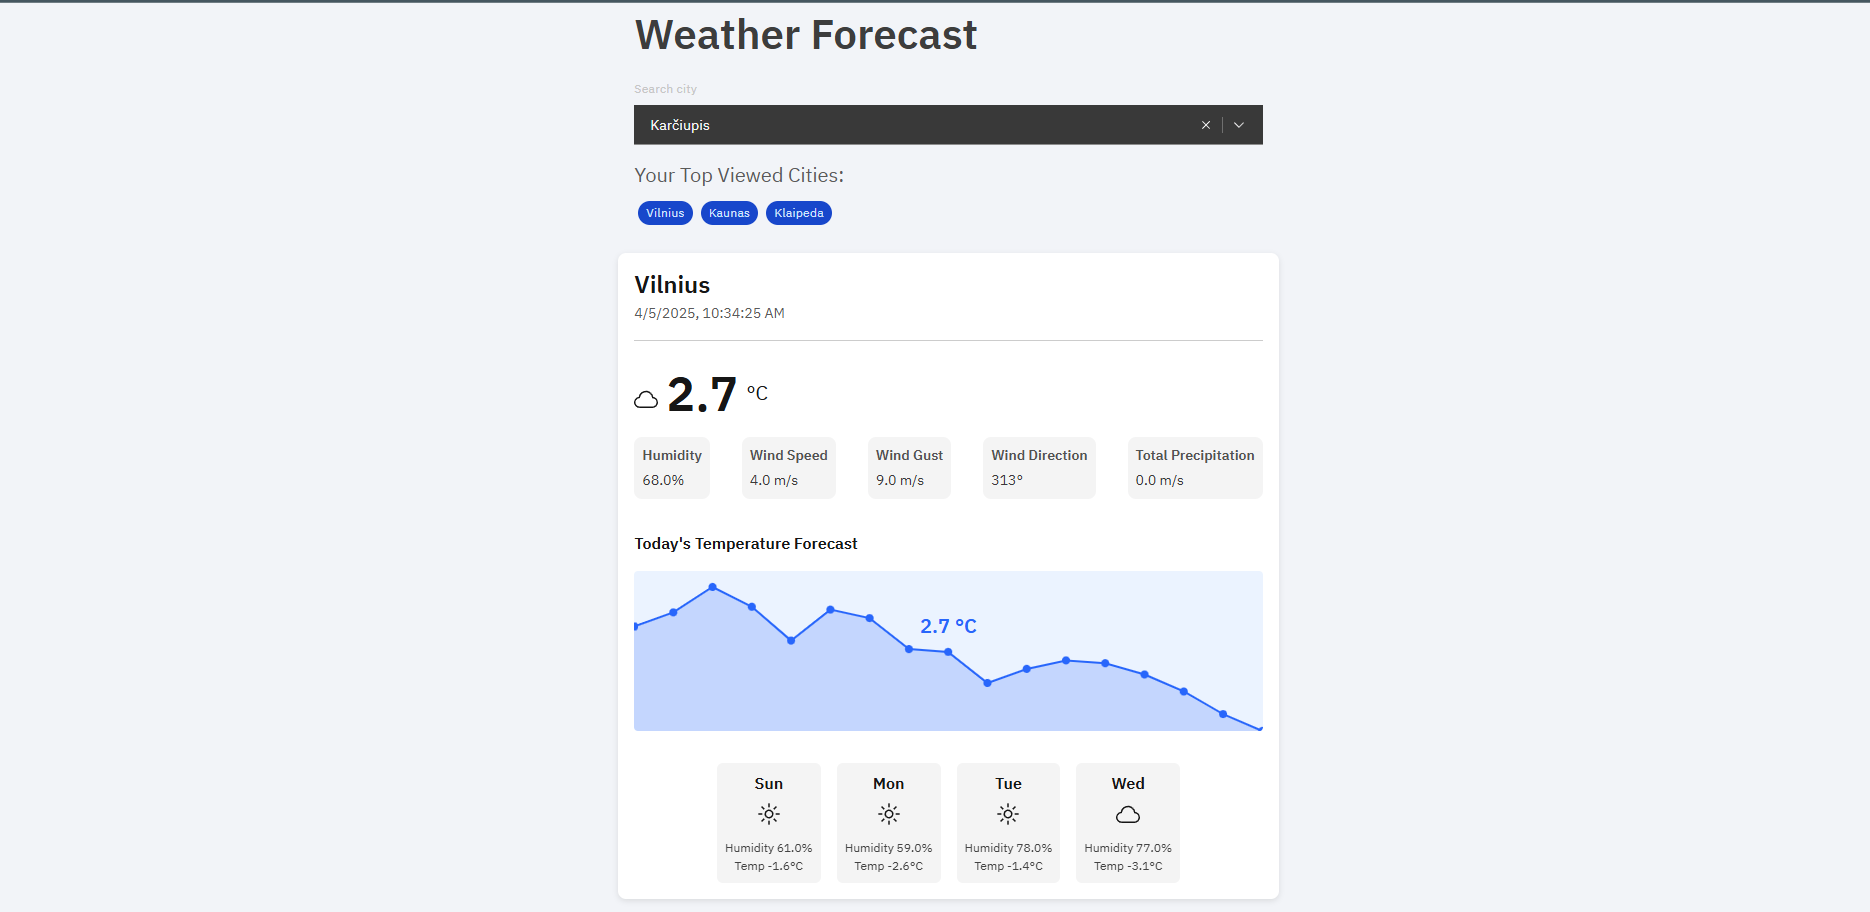 Weather Forecast
Search city
Karčiupis
Your Top Viewed Cities:
Vilnius Kaunas Klaipeda
Vilnius
4/5/2025, 10:34:25 AM
2.7 °C
Humidity Wind Speed Wind Gust Wind Direction Total Precipitation
68.0% 4.0 m/s 9.0 m/s 313° 0.0 m/s
Today's Temperature Forecast
2.7 °C
Sun Mon Tue Wed
Humidity 61.0% Humidity 59.0% Humidity 78.0% Humidity 77.0%
Temp -1.6°C Temp -2.6°C Temp -1.4°C Temp -3.1°C